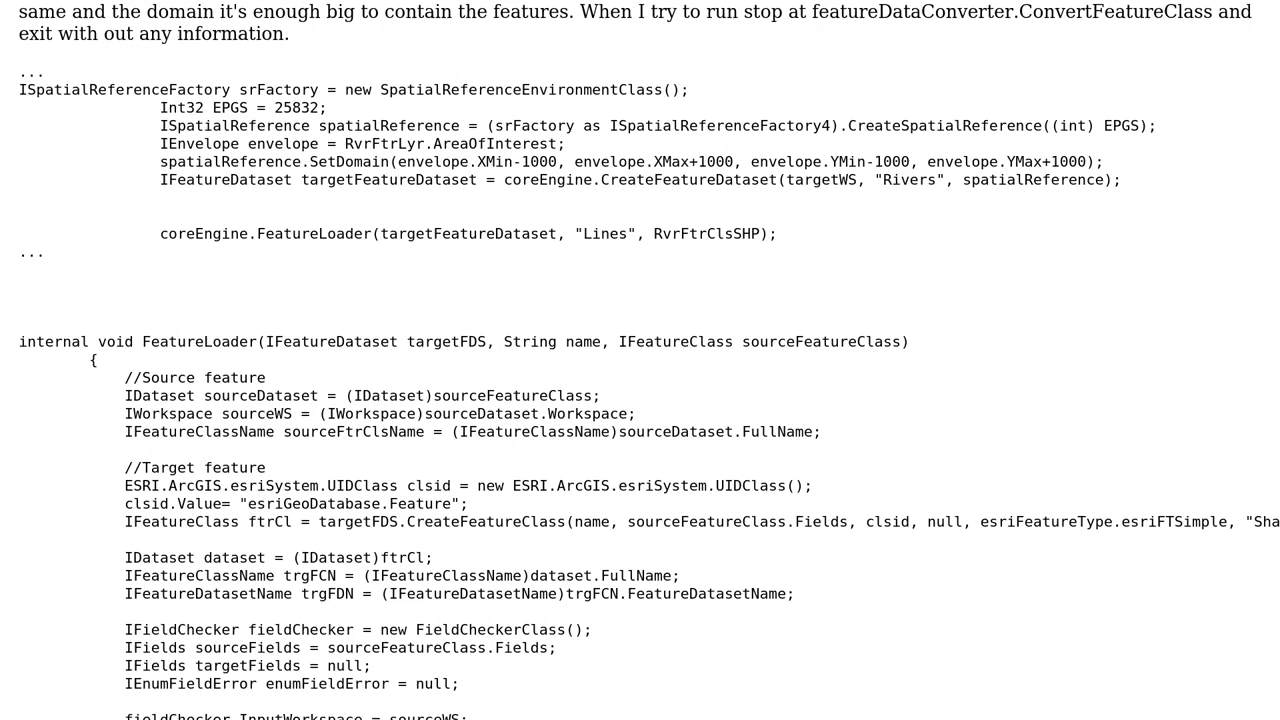 same and the domain it's enough big to contain the features. When I try to run stop at featureDataConverter.ConvertFeatureClass and
exit with out any information.
...
ISpatialReferenceFactory srFactory = new SpatialReferenceEnvironmentClass();
Int32 EPGS = 25832;
ISpatialReference spatialReference = (srFactory as ISpatialReferenceFactory4).CreateSpatialReference((int) EPGS);
IEnvelope envelope = RvrFtrLyr.AreaOfInterest;
spatialReference.SetDomain(envelope.XMin-1000, envelope.XMax+1000, envelope.YMin-1000, envelope.YMax+1000);
IFeatureDataset targetFeatureDataset = coreEngine.CreateFeatureDataset(targetWS, "Rivers", spatialReference);
coreEngine.FeatureLoader(targetFeatureDataset, "Lines", RvrFtrClsSHP);
...
internal void FeatureLoader(IFeatureDataset targetFDS, String name, IFeatureClass sourceFeatureClass)
{
//Source feature
IDataset sourceDataset = (IDataset)sourceFeatureClass;
IWorkspace sourceWS = (IWorkspace)sourceDataset.Workspace;
IFeatureClassName sourceFtrClsName = (IFeatureClassName)sourceDataset.FullName;
//Target feature
ESRI.ArcGIS.esriSystem.UIDClass clsid = new ESRI.ArcGIS.esriSystem.UIDClass();
clsid.Value= "esriGeoDatabase.Feature";
IFeatureClass ftrCl = targetFDS.CreateFeatureClass(name, sourceFeatureClass.Fields, clsid, null, esriFeatureType.esriFTSimple, "Sha
IDataset dataset = (IDataset)ftrCl;
IFeatureClassName trgFCN = (IFeatureClassName)dataset.FullName;
IFeatureDatasetName trgFDN = (IFeatureDatasetName)trgFCN.FeatureDatasetName;
IFieldChecker fieldChecker = new FieldCheckerClass();
IFields sourceFields = sourceFeatureClass.Fields;
IFields targetFields = null;
IEnumFieldError enumFieldError = null;
fieldChecker.InputWorkspace = sourceWS;